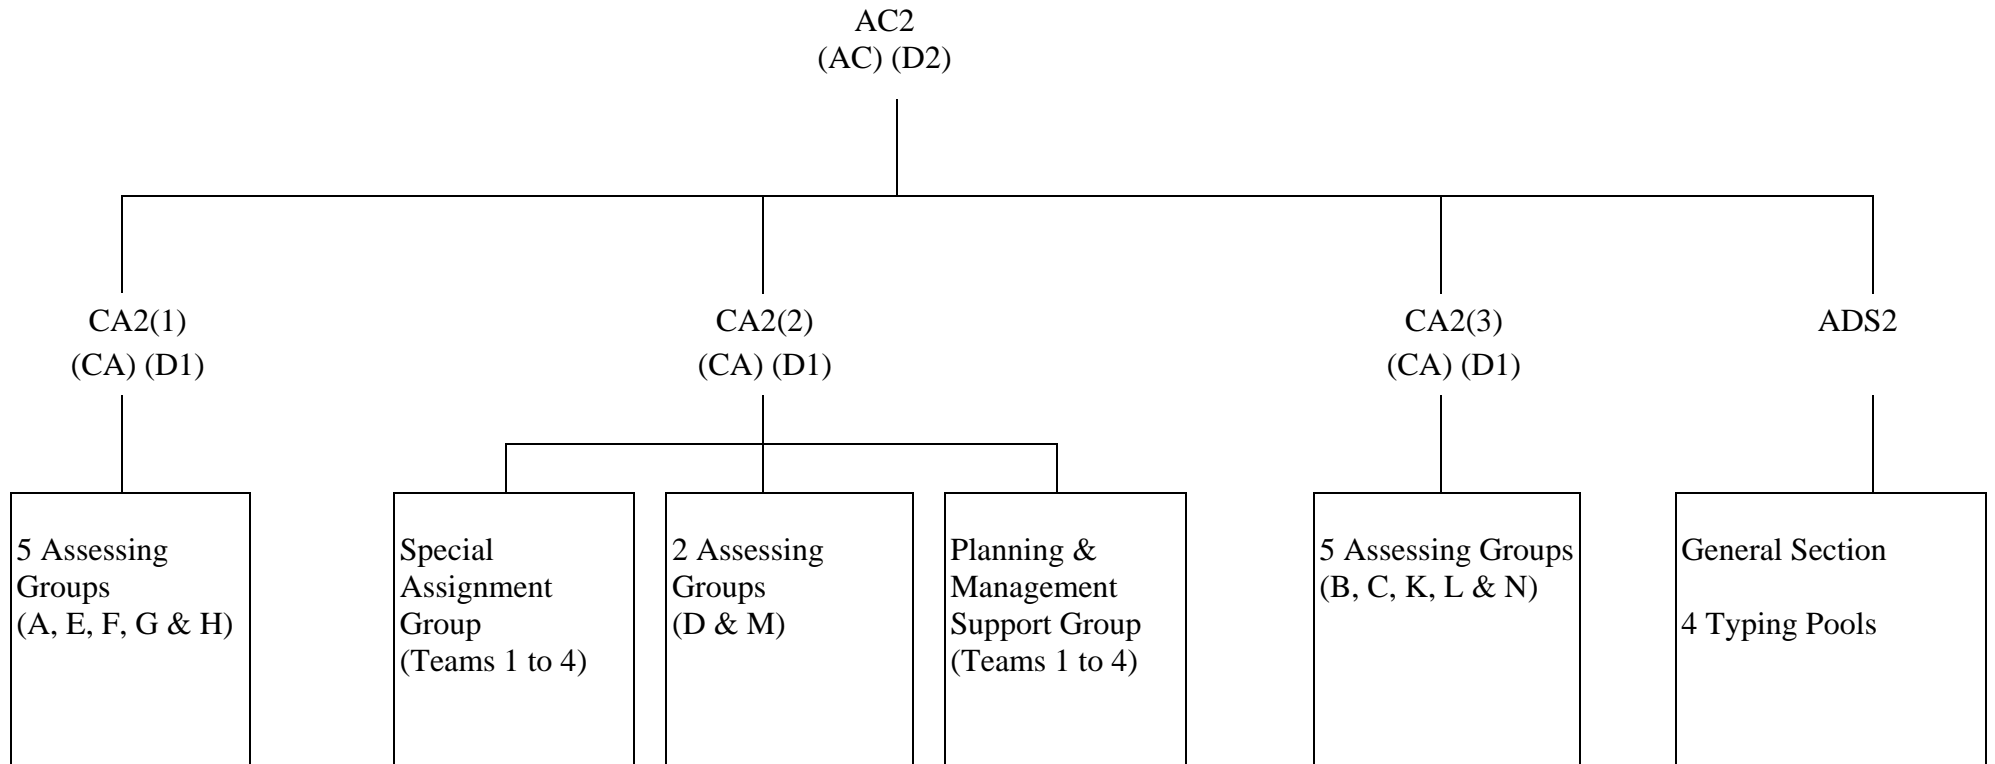 AC2
(AC) (D2)
CA2(1)
(CA) (D1)
CA2(2)
(CA) (D1)
CA2(3)
(CA) (D1)
ADS2
5 Assessing
Groups
(A, E, F, G & H)
Special
Assignment
Group
(Teams 1 to 4)
2 Assessing
Groups
(D & M)
Planning &
Management
Support Group
(Teams 1 to 4)
5 Assessing Groups
(B, C, K, L & N)
General Section
4 Typing Pools